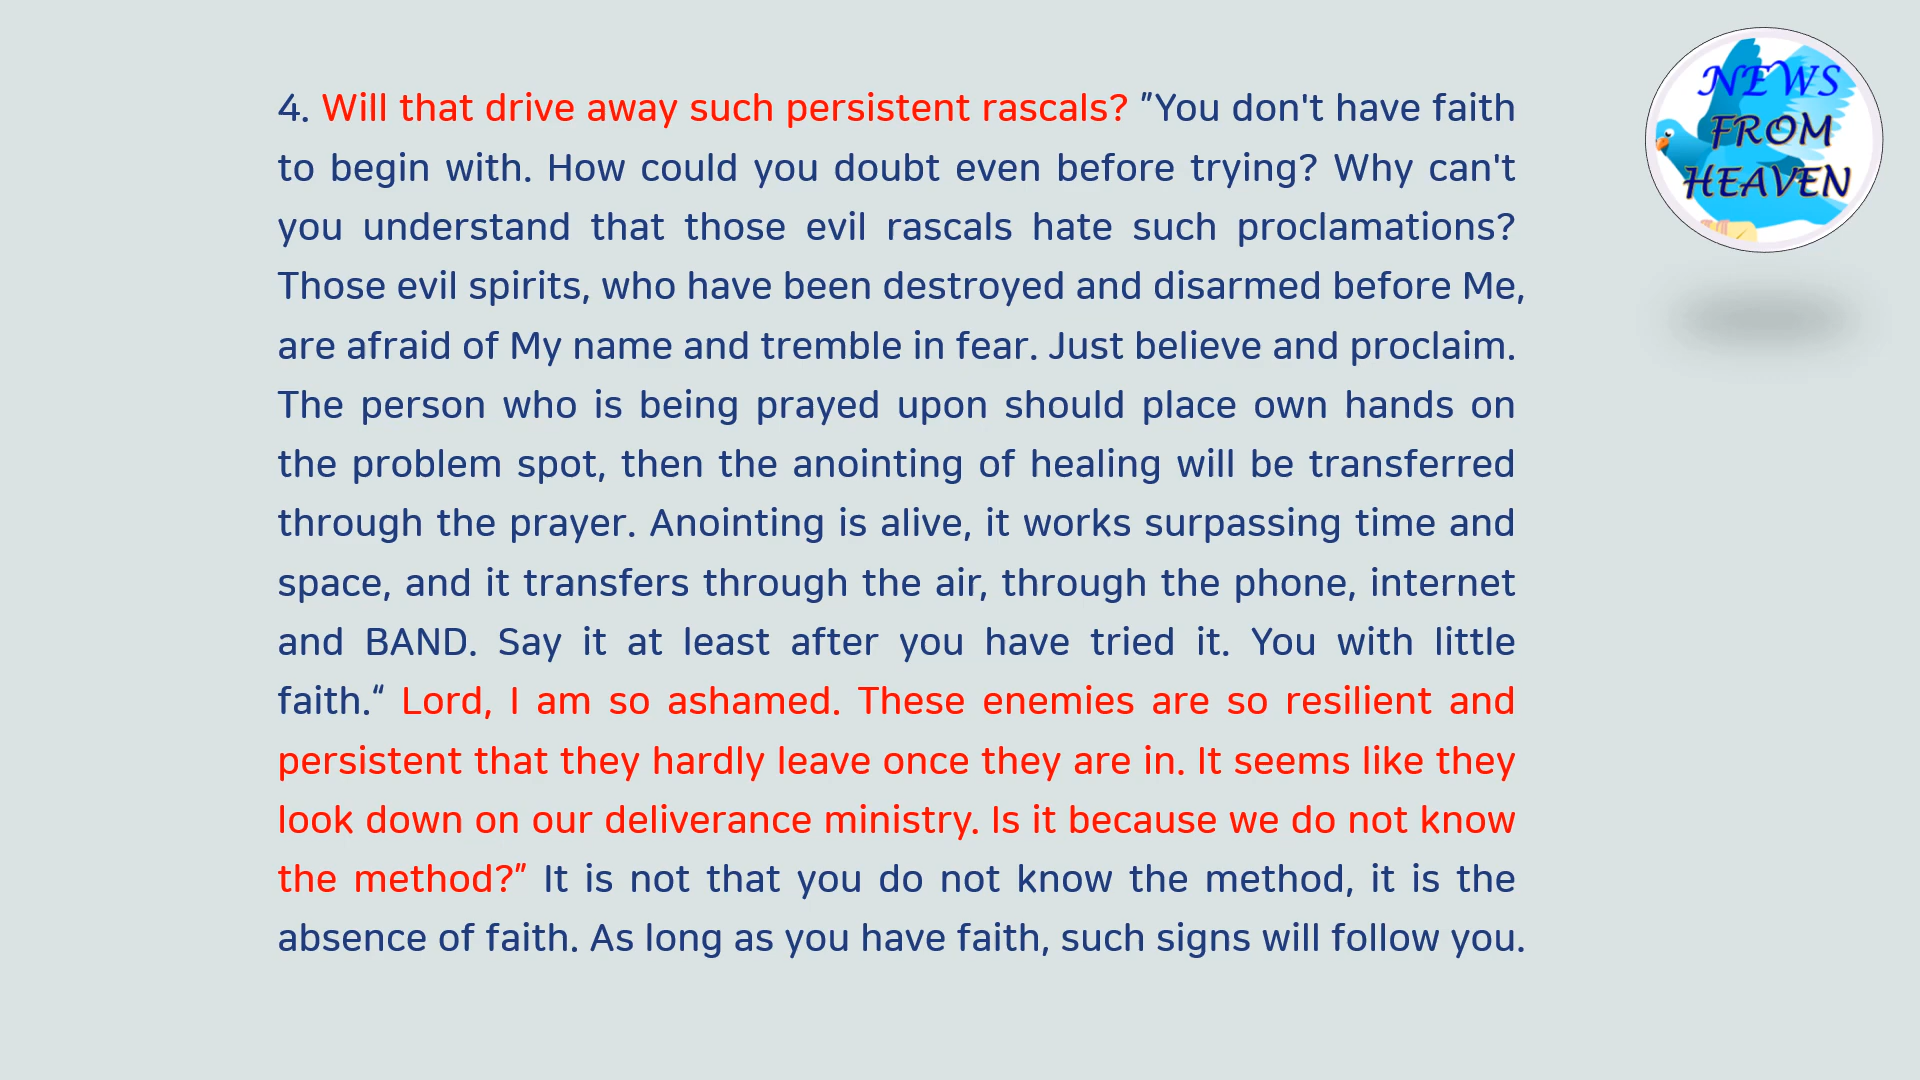 4. Will that drive away such persistent rascals? "You don't have faith
to begin with. How could you doubt even before trying? Why can't
you understand that those evil rascals hate such proclamations?
Those evil spirits, who have been destroyed and disarmed before Me,
are afraid of My name and tremble in fear. Just believe and proclaim.
The person who is being prayed upon should place own hands on
the problem spot, then the anointing of healing will be transferred
through the prayer. Anointing is alive, it works surpassing time and
space, and it transfers through the air, through the phone, internet
and BAND. Say it at least after you have tried it. You with little
faith.“ Lord, I am so ashamed. These enemies are so resilient and
persistent that they hardly leave once they are in. It seems like they
look down on our deliverance ministry. Is it because we do not know
the method?" It is not that you do not know the method, it is the
absence of faith. As long as you have faith, such signs will follow you.
NEWS
FROM
HEAVEN